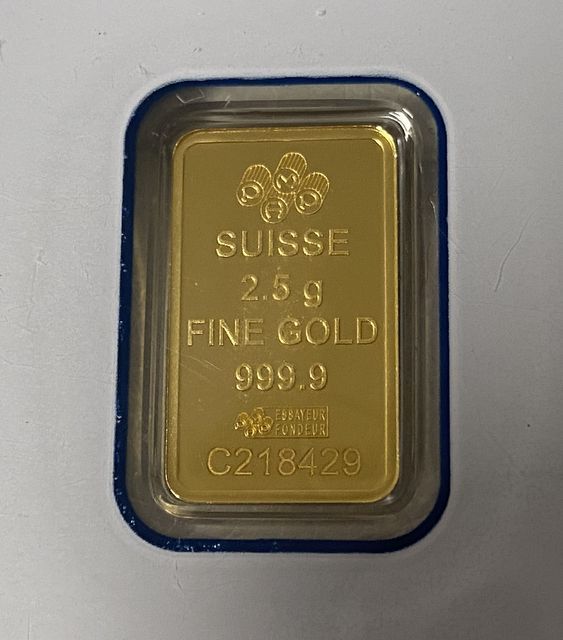 P A M P
SUISSE
2.5 g
FINE GOLD
999.9
ESSAYEUR
FONDEUR
C218429